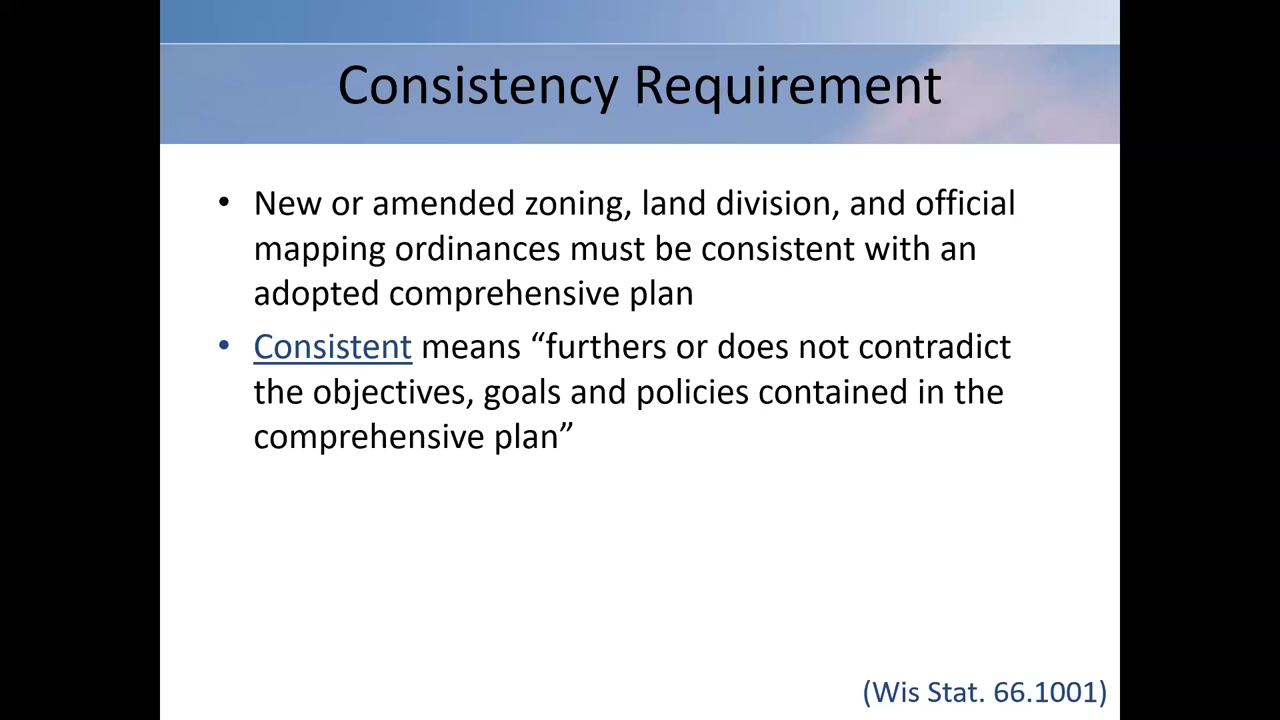 Consistency Requirement
• New or amended zoning, land division, and official
mapping ordinances must be consistent with an
adopted comprehensive plan
• Consistent means “furthers or does not contradict
the objectives, goals and policies contained in the
comprehensive plan”
(Wis Stat. 66.1001)